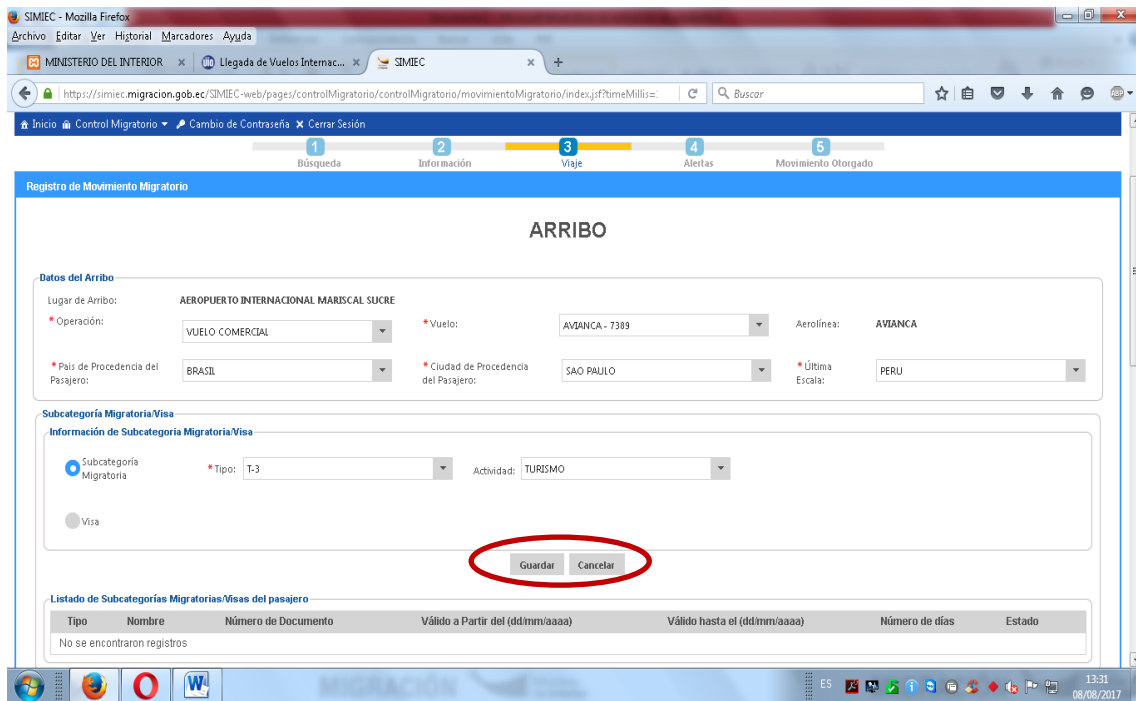 SIMIEC - Mozilla Firefox
Archivo Editar Ver Historial Marcadores Ayuda
MINISTERIO DEL INTERIOR × Llegada de Vuelos Internac... × SIMIEC × +
https://simiec.migracion.gob.ec/SIMIEC-web/pages/controlMigratorio/controlMigratorio/movimientoMigratorio/index.jsf?timeMillis= Buscar
Inicio Control Migratorio Cambio de Contraseña Cerrar Sesión
1 2 3 4 5
Búsqueda Información Viaje Alertas Movimiento Otorgado
Registro de Movimiento Migratorio
ARRIBO
Datos del Arribo
Lugar de Arribo: AEROPUERTO INTERNACIONAL MARISCAL SUCRE
* Operación: VUELO COMERCIAL * Vuelo: AVIANCA - 7389 Aerolínea: AVIANCA
* Pais de Procedencia del Pasajero: BRASIL * Ciudad de Procedencia del Pasajero: SAO PAULO * Última Escala: PERU
Subcategoría Migratoria/Visa
Información de Subcategoria Migratoria/Visa
Subcategoría Migratoria * Tipo: T-3 Actividad: TURISMO
Visa
Guardar Cancelar
Listado de Subcategorías Migratorias/Visas del pasajero
Tipo Nombre Número de Documento Válido a Partir del (dd/mm/aaaa) Válido hasta el (dd/mm/aaaa) Número de días Estado
No se encontraron registros
ES 13:31
08/08/2017